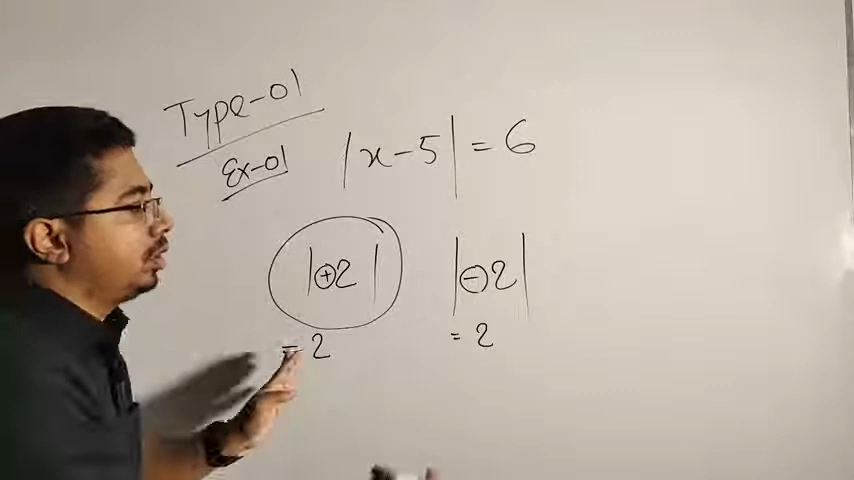 Type-01
Ex-01 |x-5| = 6
|+2| |-2|
= 2 = 2